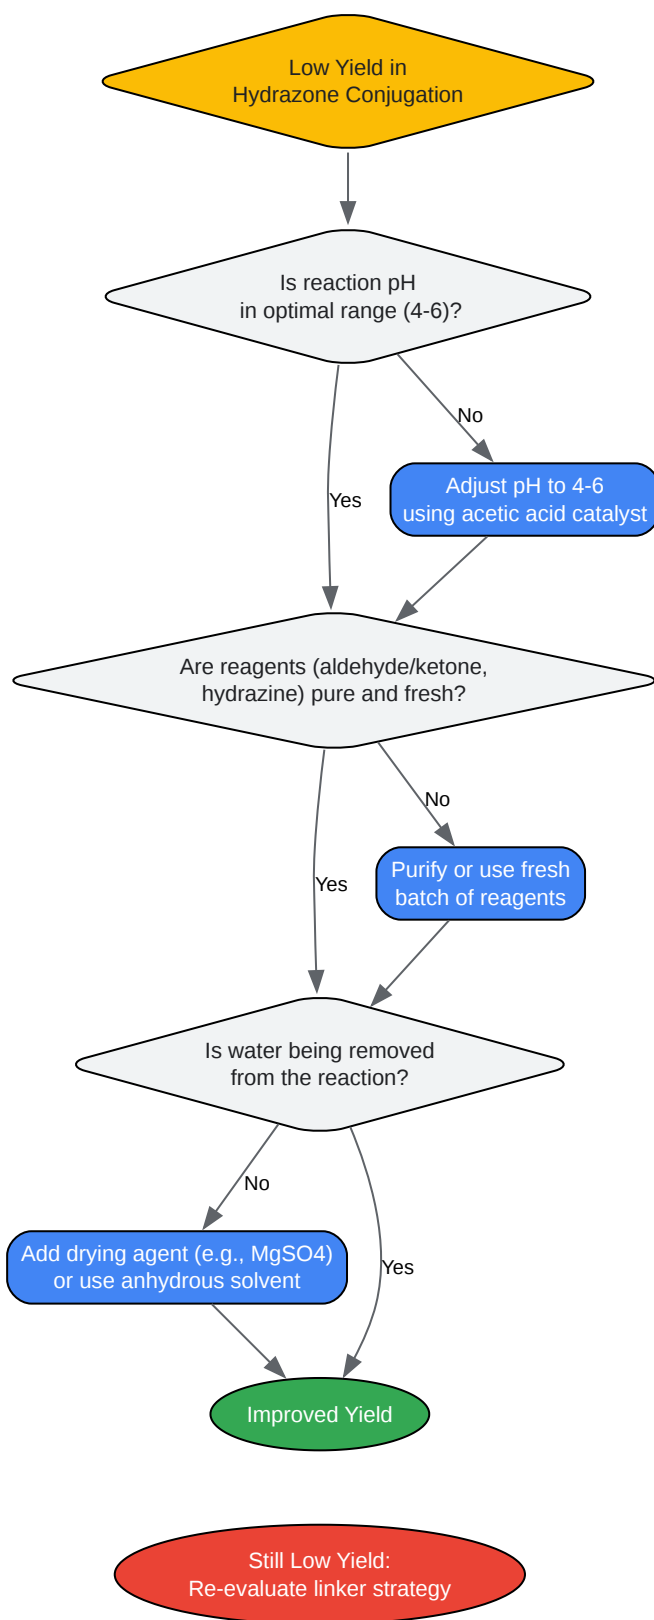 Low Yield in
Hydrazone Conjugation
Is reaction pH
in optimal range (4-6)?
No
Yes
Adjust pH to 4-6
using acetic acid catalyst
Are reagents (aldehyde/ketone,
hydrazine) pure and fresh?
No
Yes
Purify or use fresh
batch of reagents
Is water being removed
from the reaction?
No
Add drying agent (e.g., MgSO4)
or use anhydrous solvent
Yes
Improved Yield
Still Low Yield:
Re-evaluate linker strategy